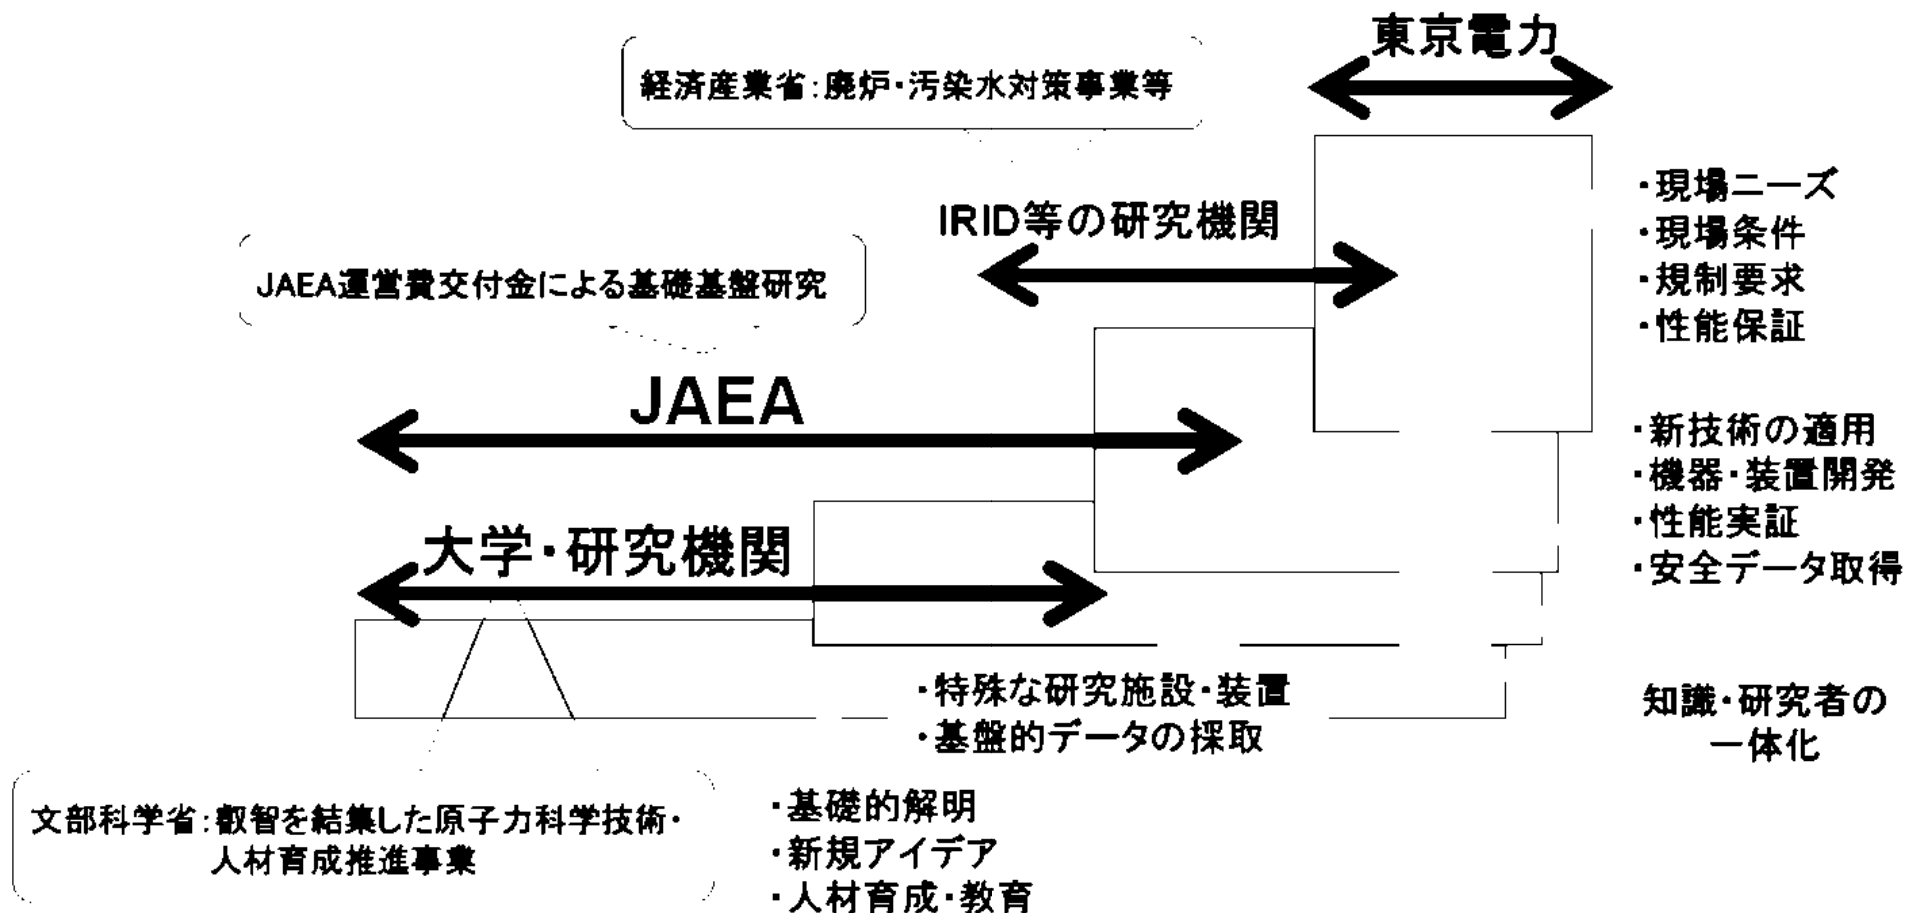 東京電力
経済産業省：廃炉・汚染水対策事業等
・現場ニーズ
・現場条件
・規制要求
・性能保証
IRID等の研究機関
JAEA運営費交付金による基礎基盤研究
JAEA
・新技術の適用
・機器・装置開発
・性能実証
・安全データ取得
大学・研究機関
・特殊な研究施設・装置
・基盤的データの採取
知識・研究者の
一体化
文部科学省：叡智を結集した原子力科学技術・
人材育成推進事業
・基礎的解明
・新規アイデア
・人材育成・教育